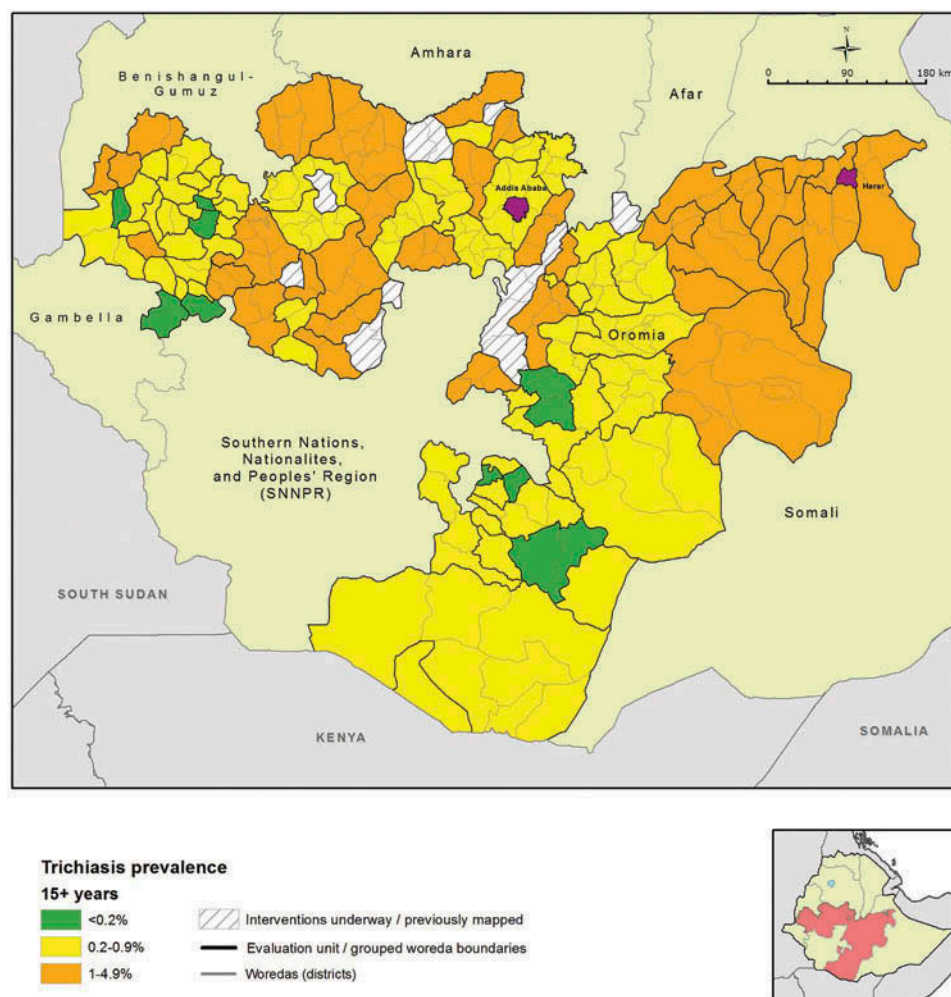 Amhara
N
Benishangul-
Gumuz
0 90 180 km
Afar
Addis Ababa
Harar
Gambella
Oromia
Southern Nations,
Nationalites,
and Peoples' Region
(SNNPR)
Somali
SOUTH SUDAN
KENYA
SOMALIA
Trichiasis prevalence
15+ years
<0.2%
0.2-0.9%
1-4.9%
Interventions underway / previously mapped
Evaluation unit / grouped woreda boundaries
Woredas (districts)